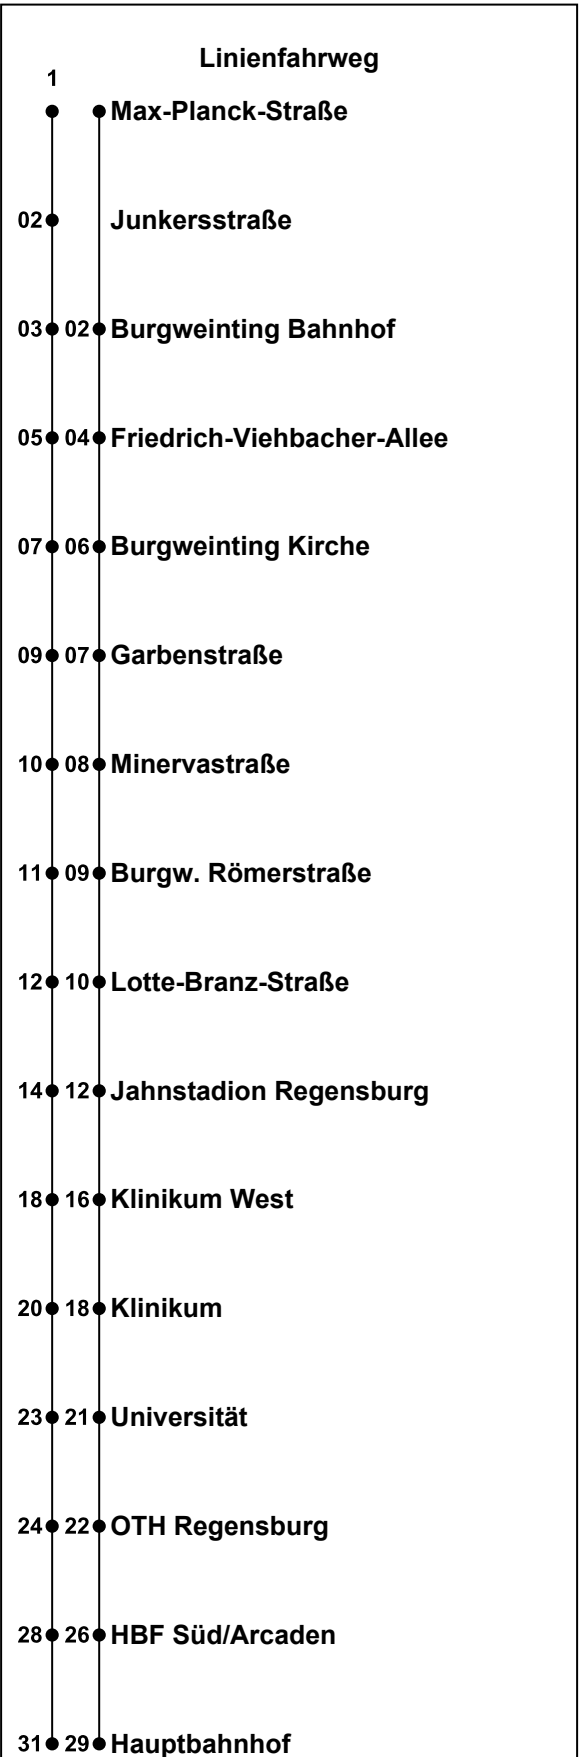 Linienfahrweg
1
Max-Planck-Straße
02 Junkersstraße
03 02 Burgweinting Bahnhof
05 04 Friedrich-Viehbacher-Allee
07 06 Burgweinting Kirche
09 07 Garbenstraße
10 08 Minervastraße
11 09 Burgw. Römerstraße
12 10 Lotte-Branz-Straße
14 12 Jahnstadion Regensburg
18 16 Klinikum West
20 18 Klinikum
23 21 Universität
24 22 OTH Regensburg
28 26 HBF Süd/Arcaden
31 29 Hauptbahnhof